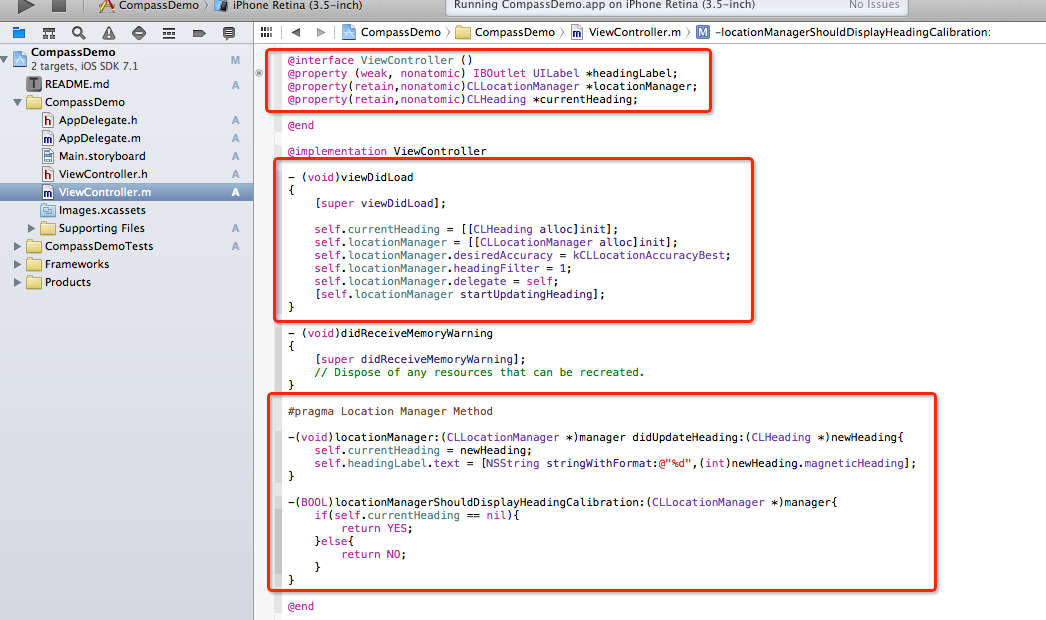 CompassDemo iPhone Retina (3.5-inch)
Running CompassDemo.app on iPhone Retina (3.5-inch) No Issues
CompassDemo CompassDemo ViewController.m M -locationManagerShouldDisplayHeadingCalibration:
CompassDemo M
2 targets, iOS SDK 7.1
README.md A
CompassDemo
h AppDelegate.h A
m AppDelegate.m A
Main.storyboard A
h ViewController.h A
m ViewController.m A
Images.xcassets
Supporting Files A
CompassDemoTests A
Frameworks
Products
@interface ViewController ()
@property (weak, nonatomic) IBOutlet UILabel *headingLabel;
@property(retain,nonatomic)CLLocationManager *locationManager;
@property(retain,nonatomic)CLHeading *currentHeading;
@end
@implementation ViewController
- (void)viewDidLoad
{
[super viewDidLoad];
self.currentHeading = [[CLHeading alloc]init];
self.locationManager = [[CLLocationManager alloc]init];
self.locationManager.desiredAccuracy = kCLLocationAccuracyBest;
self.locationManager.headingFilter = 1;
self.locationManager.delegate = self;
[self.locationManager startUpdatingHeading];
}
- (void)didReceiveMemoryWarning
{
[super didReceiveMemoryWarning];
// Dispose of any resources that can be recreated.
}
#pragma Location Manager Method
-(void)locationManager:(CLLocationManager *)manager didUpdateHeading:(CLHeading *)newHeading{
self.currentHeading = newHeading;
self.headingLabel.text = [NSString stringWithFormat:@"%d",(int)newHeading.magneticHeading];
}
-(BOOL)locationManagerShouldDisplayHeadingCalibration:(CLLocationManager *)manager{
if(self.currentHeading == nil){
return YES;
}else{
return NO;
}
}
@end